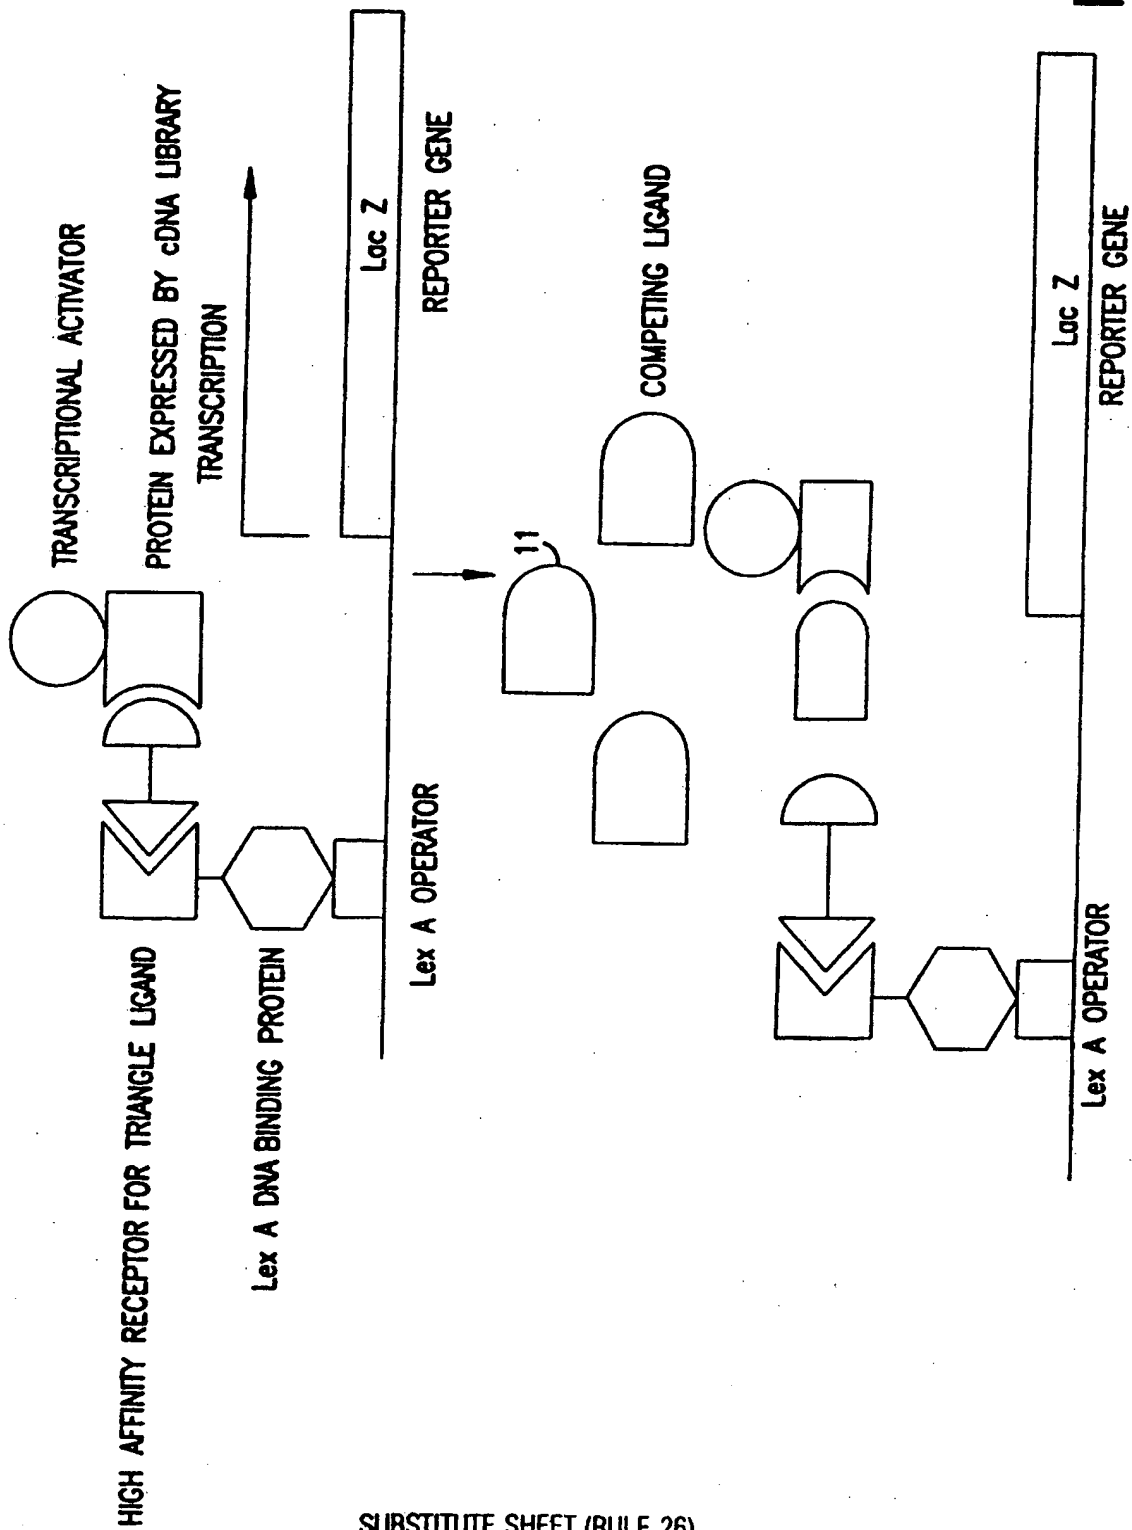 TRANSCRIPTIONAL ACTIVATOR
PROTEIN EXPRESSED BY cDNA LIBRARY
TRANSCRIPTION
HIGH AFFINITY RECEPTOR FOR TRIANGLE LIGAND
Lex A DNA BINDING PROTEIN
Lac Z
Lex A OPERATOR
REPORTER GENE
11
COMPETING LIGAND
Lac Z
Lex A OPERATOR
REPORTER GENE
SUBSTITUTE SHEET (RULE 26)